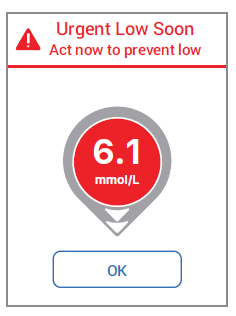 Urgent Low Soon
Act now to prevent low
6.1
mmol/L
OK